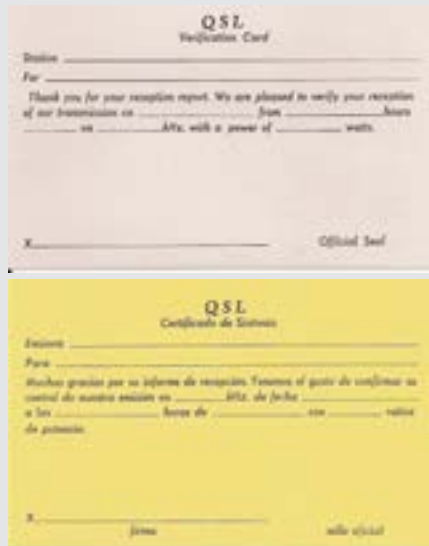 QSL
Verification Card
Station
For
Thank you for your reception report. We are pleased to verify your reception
of our transmission on from hours
on kHz. with a power of watts.
X Official Seal
QSL
Certificado de Sintonía
Emisora
Para
Muchas gracias por su informe de recepción. Tenemos el gusto de confirmar su
control de nuestra emisión en kHz. de fecha
a las horas de con vatios
de potencia.
X
firma sello oficial